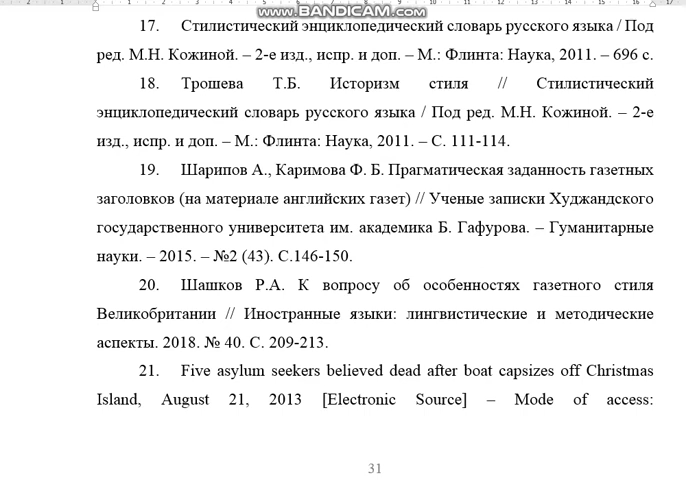 www.BANDICAM.com
17. Стилистический энциклопедический словарь русского языка / Под
ред. М.Н. Кожиной. – 2-е изд., испр. и доп. – М.: Флинта: Наука, 2011. – 696 с.
18. Трошева Т.Б. Историзм стиля // Стилистический
энциклопедический словарь русского языка / Под ред. М.Н. Кожиной. – 2-е
изд., испр. и доп. – М.: Флинта: Наука, 2011. – С. 111-114.
19. Шарипов А., Каримова Ф. Б. Прагматическая заданность газетных
заголовков (на материале английских газет) // Ученые записки Худжандского
государственного университета им. академика Б. Гафурова. – Гуманитарные
науки. – 2015. – №2 (43). С.146-150.
20. Шашков Р.А. К вопросу об особенностях газетного стиля
Великобритании // Иностранные языки: лингвистические и методические
аспекты. 2018. № 40. С. 209-213.
21. Five asylum seekers believed dead after boat capsizes off Christmas
Island, August 21, 2013 [Electronic Source] – Mode of access:
31